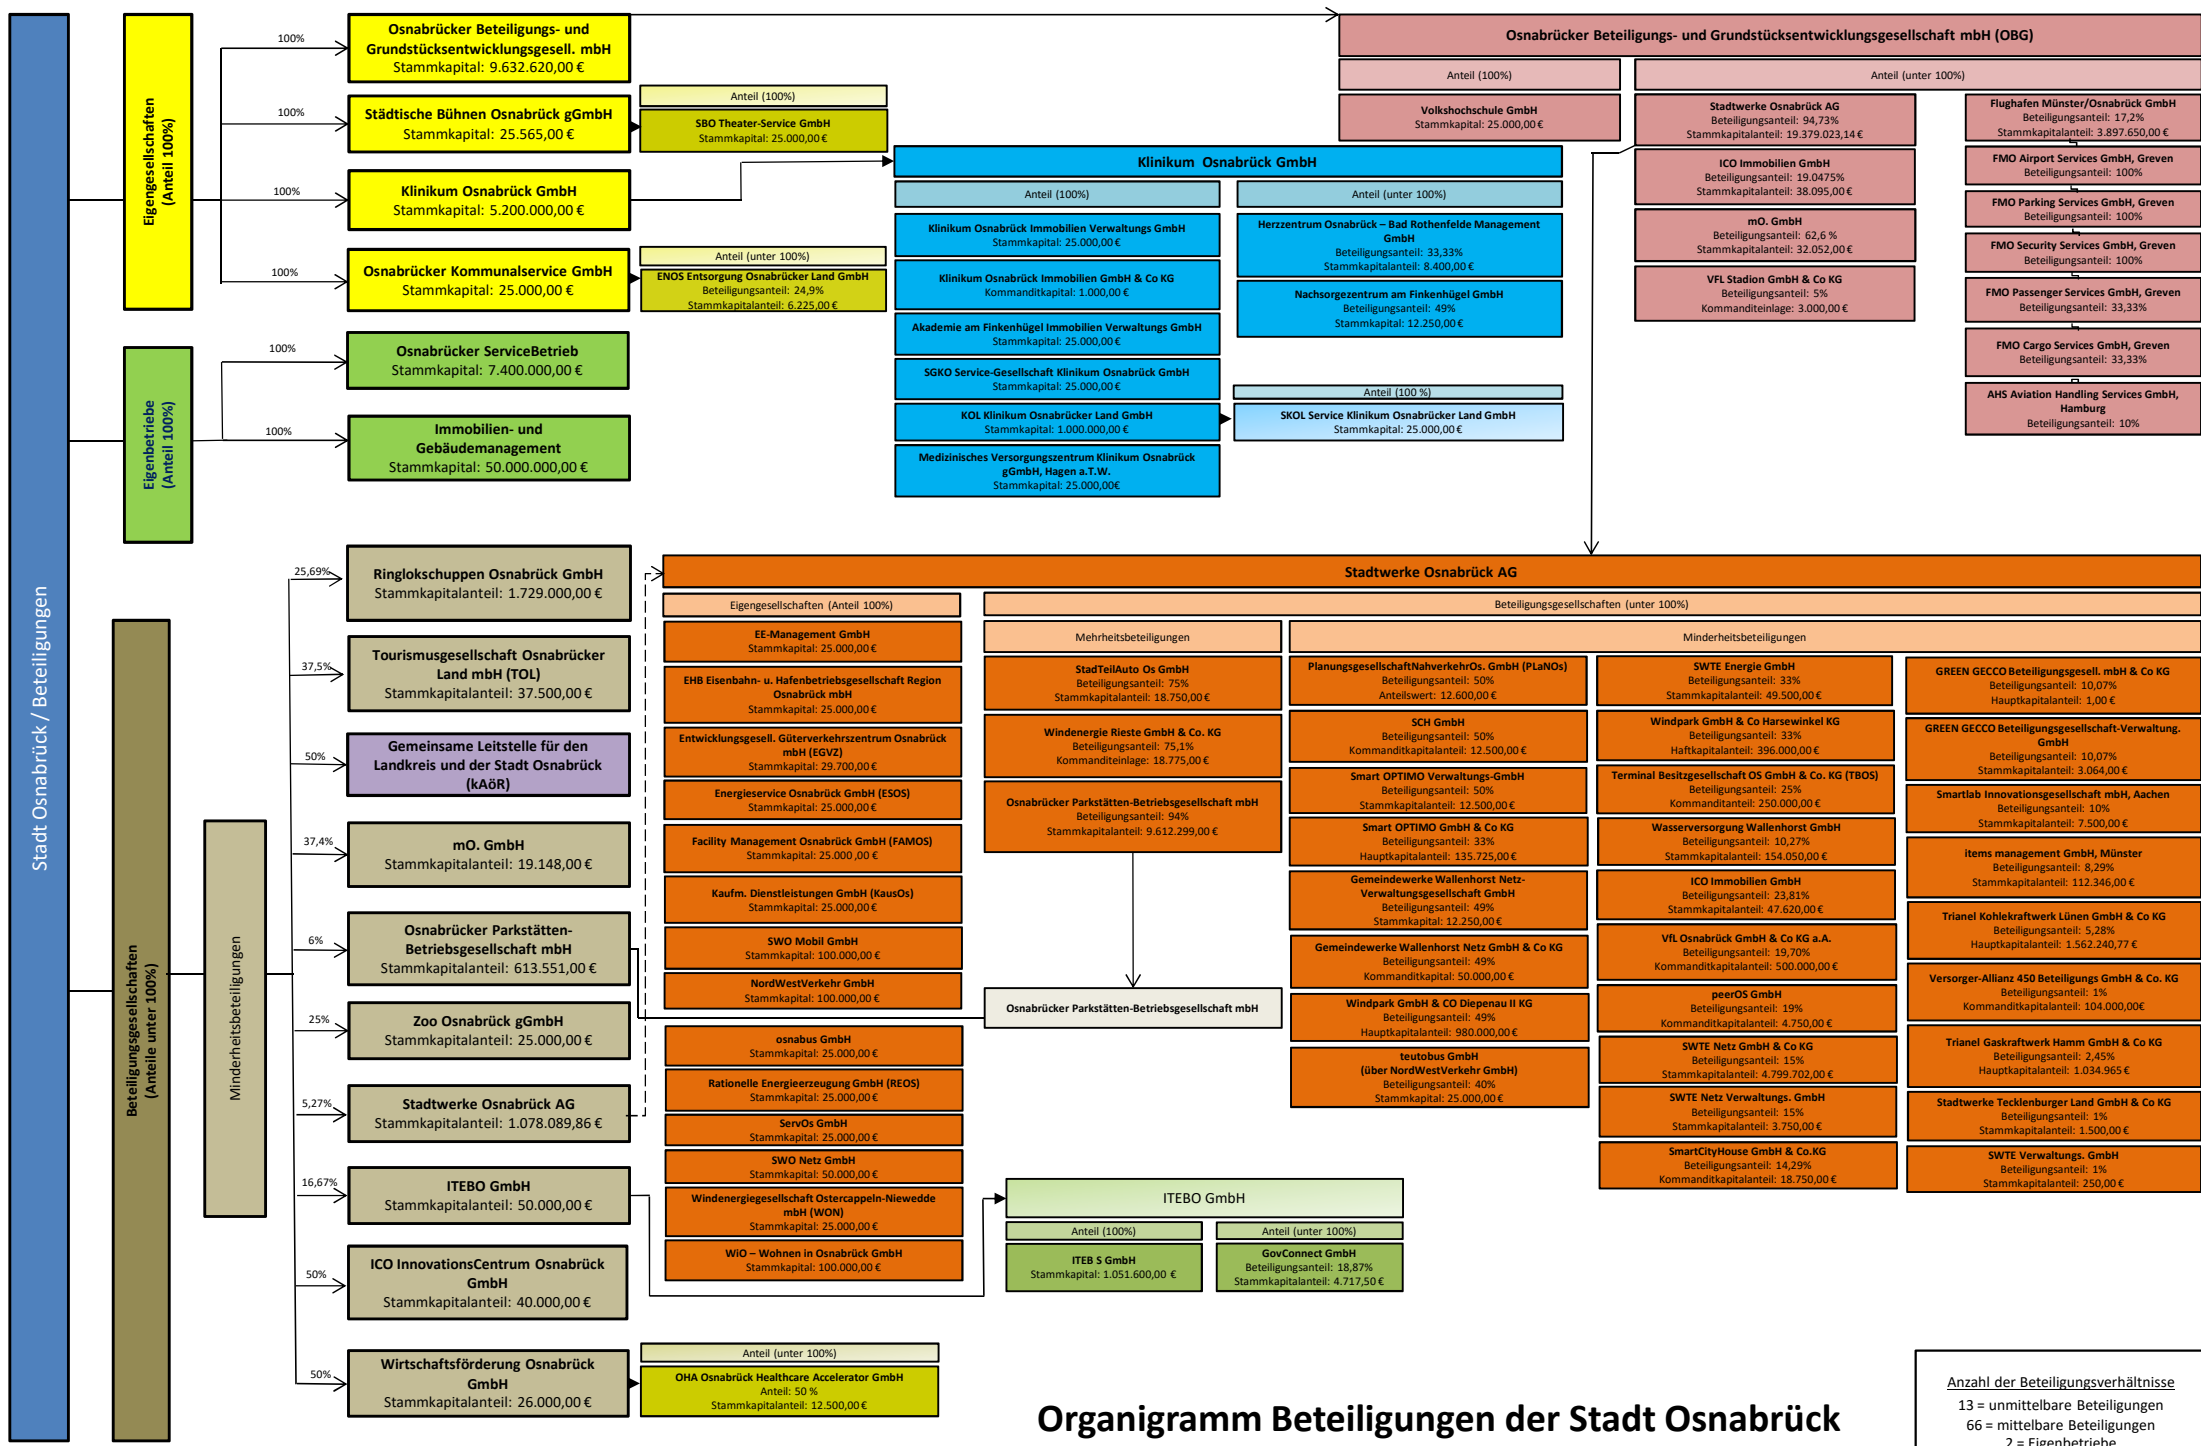 Stadt Osnabrück / Beteiligungen
Eigengesellschaften
(Anteil 100%)
100%
Osnabrücker Beteiligungs- und
Grundstücksentwicklungsgesell. mbH
Stammkapital: 9.632.620,00 €
100%
Städtische Bühnen Osnabrück gGmbH
Stammkapital: 25.565,00 €
Anteil (100%)
SBO Theater-Service GmbH
Stammkapital: 25.000,00 €
100%
Klinikum Osnabrück GmbH
Stammkapital: 5.200.000,00 €
100%
Osnabrücker Kommunalservice GmbH
Stammkapital: 25.000,00 €
Anteil (unter 100%)
ENOS Entsorgung Osnabrücker Land GmbH
Beteiligungsanteil: 24,9%
Stammkapitalanteil: 6.225,00 €
Eigenbetriebe
(Anteil 100%)
100%
Osnabrücker ServiceBetrieb
Stammkapital: 7.400.000,00 €
100%
Immobilien- und
Gebäudemanagement
Stammkapital: 50.000.000,00 €
Klinikum Osnabrück GmbH
Anteil (100%)
Klinikum Osnabrück Immobilien Verwaltungs GmbH
Stammkapital: 25.000,00 €
Klinikum Osnabrück Immobilien GmbH & Co KG
Kommanditkapital: 1.000,00 €
Akademie am Finkenhügel Immobilien Verwaltungs GmbH
Stammkapital: 25.000,00 €
SGKO Service-Gesellschaft Klinikum Osnabrück GmbH
Stammkapital: 25.000,00 €
KOL Klinikum Osnabrücker Land GmbH
Stammkapital: 1.000.000,00 €
Medizinisches Versorgungszentrum Klinikum Osnabrück
gGmbH, Hagen a.T.W.
Stammkapital: 25.000,00€
Anteil (unter 100%)
Herzzentrum Osnabrück – Bad Rothenfelde Management
GmbH
Beteiligungsanteil: 33,33%
Stammkapitalanteil: 8.400,00 €
Nachsorgezentrum am Finkenhügel GmbH
Beteiligungsanteil: 49%
Stammkapital: 12.250,00 €
Anteil (100 %)
SKOL Service Klinikum Osnabrücker Land GmbH
Stammkapital: 25.000,00 €
Osnabrücker Beteiligungs- und Grundstücksentwicklungsgesellschaft mbH (OBG)
Anteil (100%)
Volkshochschule GmbH
Stammkapital: 25.000,00 €
Anteil (unter 100%)
Stadtwerke Osnabrück AG
Beteiligungsanteil: 94,73%
Stammkapitalanteil: 19.379.023,14 €
ICO Immobilien GmbH
Beteiligungsanteil: 19.0475%
Stammkapitalanteil: 38.095,00 €
mO. GmbH
Beteiligungsanteil: 62,6 %
Stammkapitalanteil: 32.052,00 €
VFL Stadion GmbH & Co KG
Beteiligungsanteil: 5%
Kommanditeinlage: 3.000,00 €
Flughafen Münster/Osnabrück GmbH
Beteiligungsanteil: 17,2%
Stammkapitalanteil: 3.897.650,00 €
FMO Airport Services GmbH, Greven
Beteiligungsanteil: 100%
FMO Parking Services GmbH, Greven
Beteiligungsanteil: 100%
FMO Security Services GmbH, Greven
Beteiligungsanteil: 100%
FMO Passenger Services GmbH, Greven
Beteiligungsanteil: 33,33%
FMO Cargo Services GmbH, Greven
Beteiligungsanteil: 33,33%
AHS Aviation Handling Services GmbH,
Hamburg
Beteiligungsanteil: 10%
Beteiligungsgesellschaften
(Anteile unter 100%)
Minderheitsbeteiligungen
25,69%
Ringlokschuppen Osnabrück GmbH
Stammkapitalanteil: 1.729.000,00 €
37,5%
Tourismusgesellschaft Osnabrücker
Land mbH (TOL)
Stammkapitalanteil: 37.500,00 €
50%
Gemeinsame Leitstelle für den
Landkreis und der Stadt Osnabrück
(kAöR)
37,4%
mO. GmbH
Stammkapitalanteil: 19.148,00 €
6%
Osnabrücker Parkstätten-
Betriebsgesellschaft mbH
Stammkapitalanteil: 613.551,00 €
25%
Zoo Osnabrück gGmbH
Stammkapitalanteil: 25.000,00 €
5,27%
Stadtwerke Osnabrück AG
Stammkapitalanteil: 1.078.089,86 €
16,67%
ITEBO GmbH
Stammkapitalanteil: 50.000,00 €
50%
ICO InnovationsCentrum Osnabrück
GmbH
Stammkapitalanteil: 40.000,00 €
50%
Wirtschaftsförderung Osnabrück
GmbH
Stammkapitalanteil: 26.000,00 €
Anteil (unter 100%)
OHA Osnabrück Healthcare Accelerator GmbH
Anteil: 50 %
Stammkapitalanteil: 12.500,00 €
Stadtwerke Osnabrück AG
Eigengesellschaften (Anteil 100%)
EE-Management GmbH
Stammkapital: 25.000,00 €
EHB Eisenbahn- u. Hafenbetriebsgesellschaft Region
Osnabrück mbH
Stammkapital: 25.000,00 €
Entwicklungsgesell. Güterverkehrszentrum Osnabrück
mbH (EGVZ)
Stammkapital: 29.700,00 €
Energieservice Osnabrück GmbH (ESOS)
Stammkapital: 25.000,00 €
Facility Management Osnabrück GmbH (FAMOS)
Stammkapital: 25.000 ,00 €
Kaufm. Dienstleistungen GmbH (KausOs)
Stammkapital: 25.000,00 €
SWO Mobil GmbH
Stammkapital: 100.000,00 €
NordWestVerkehr GmbH
Stammkapital: 100.000,00 €
osnabus GmbH
Stammkapital: 25.000,00 €
Rationelle Energieerzeugung GmbH (REOS)
Stammkapital: 25.000,00 €
ServOs GmbH
Stammkapital: 25.000,00 €
SWO Netz GmbH
Stammkapital: 50.000,00 €
Windenergiegesellschaft Ostercappeln-Niewedde
mbH (WON)
Stammkapital: 25.000,00 €
WiO – Wohnen in Osnabrück GmbH
Stammkapital: 100.000,00 €
Beteiligungsgesellschaften (unter 100%)
Mehrheitsbeteiligungen
StadTeilAuto Os GmbH
Beteiligungsanteil: 75%
Stammkapitalanteil: 18.750,00 €
Windenergie Rieste GmbH & Co. KG
Beteiligungsanteil: 75,1%
Kommanditeinlage: 18.775,00 €
Osnabrücker Parkstätten-Betriebsgesellschaft mbH
Beteiligungsanteil: 94%
Stammkapitalanteil: 9.612.299,00 €
Osnabrücker Parkstätten-Betriebsgesellschaft mbH
Minderheitsbeteiligungen
PlanungsgesellschaftNahverkehrOs. GmbH (PLaNOs)
Beteiligungsanteil: 50%
Anteilswert: 12.600,00 €
SCH GmbH
Beteiligungsanteil: 50%
Kommanditkapitalanteil: 12.500,00 €
Smart OPTIMO Verwaltungs-GmbH
Beteiligungsanteil: 50%
Stammkapitalanteil: 12.500,00 €
Smart OPTIMO GmbH & Co KG
Beteiligungsanteil: 33%
Hauptkapitalanteil: 135.725,00 €
Gemeindewerke Wallenhorst Netz-
Verwaltungsgesellschaft GmbH
Beteiligungsanteil: 49%
Stammkapital: 12.250,00 €
Gemeindewerke Wallenhorst Netz GmbH & Co KG
Beteiligungsanteil: 49%
Kommanditkapital: 50.000,00 €
Windpark GmbH & CO Diepenau II KG
Beteiligungsanteil: 49%
Hauptkapitalanteil: 980.000,00 €
teutobus GmbH
(über NordWestVerkehr GmbH)
Beteiligungsanteil: 40%
Stammkapital: 25.000,00 €
SWTE Energie GmbH
Beteiligungsanteil: 33%
Stammkapitalanteil: 49.500,00 €
Windpark GmbH & Co Harsewinkel KG
Beteiligungsanteil: 33%
Haftkapitalanteil: 396.000,00 €
Terminal Besitzgesellschaft OS GmbH & Co. KG (TBOS)
Beteiligungsanteil: 25%
Kommanditanteil: 250.000,00 €
Wasserversorgung Wallenhorst GmbH
Beteiligungsanteil: 10,27%
Stammkapitalanteil: 154.050,00 €
ICO Immobilien GmbH
Beteiligungsanteil: 23,81%
Stammkapitalanteil: 47.620,00 €
VfL Osnabrück GmbH & Co KG a.A.
Beteiligungsanteil: 19,70%
Kommanditkapitalanteil: 500.000,00 €
peerOS GmbH
Beteiligungsanteil: 19%
Kommanditkapitalanteil: 4.750,00 €
SWTE Netz GmbH & Co KG
Beteiligungsanteil: 15%
Stammkapitalanteil: 4.799.702,00 €
SWTE Netz Verwaltungs. GmbH
Beteiligungsanteil: 15%
Stammkapitalanteil: 3.750,00 €
SmartCityHouse GmbH & Co.KG
Beteiligungsanteil: 14,29%
Kommanditkapitalanteil: 18.750,00 €
GREEN GECCO Beteiligungsgesell. mbH & Co KG
Beteiligungsanteil: 10,07%
Hauptkapitalanteil: 1,00 €
GREEN GECCO Beteiligungsgesellschaft-Verwaltung.
GmbH
Beteiligungsanteil: 10,07%
Stammkapitalanteil: 3.064,00 €
Smartlab Innovationsgesellschaft mbH, Aachen
Beteiligungsanteil: 10%
Stammkapitalanteil: 7.500,00 €
items management GmbH, Münster
Beteiligungsanteil: 8,29%
Stammkapitalanteil: 112.346,00 €
Trianel Kohlekraftwerk Lünen GmbH & Co KG
Beteiligungsanteil: 5,28%
Hauptkapitalanteil: 1.562.240,77 €
Versorger-Allianz 450 Beteiligungs GmbH & Co. KG
Beteiligungsanteil: 1%
Kommanditkapitalanteil: 104.000,00€
Trianel Gaskraftwerk Hamm GmbH & Co KG
Beteiligungsanteil: 2,45%
Hauptkapitalanteil: 1.034.965 €
Stadtwerke Tecklenburger Land GmbH & Co KG
Beteiligungsanteil: 1%
Stammkapitalanteil: 1.500,00 €
SWTE Verwaltungs. GmbH
Beteiligungsanteil: 1%
Stammkapitalanteil: 250,00 €
ITEBO GmbH
Anteil (100%)
ITEB S GmbH
Stammkapital: 1.051.600,00 €
Anteil (unter 100%)
GovConnect GmbH
Beteiligungsanteil: 18,87%
Stammkapitalanteil: 4.717,50 €
Organigramm Beteiligungen der Stadt Osnabrück
Anzahl der Beteiligungsverhältnisse
13 = unmittelbare Beteiligungen
66 = mittelbare Beteiligungen
2 = Eigenbetriebe